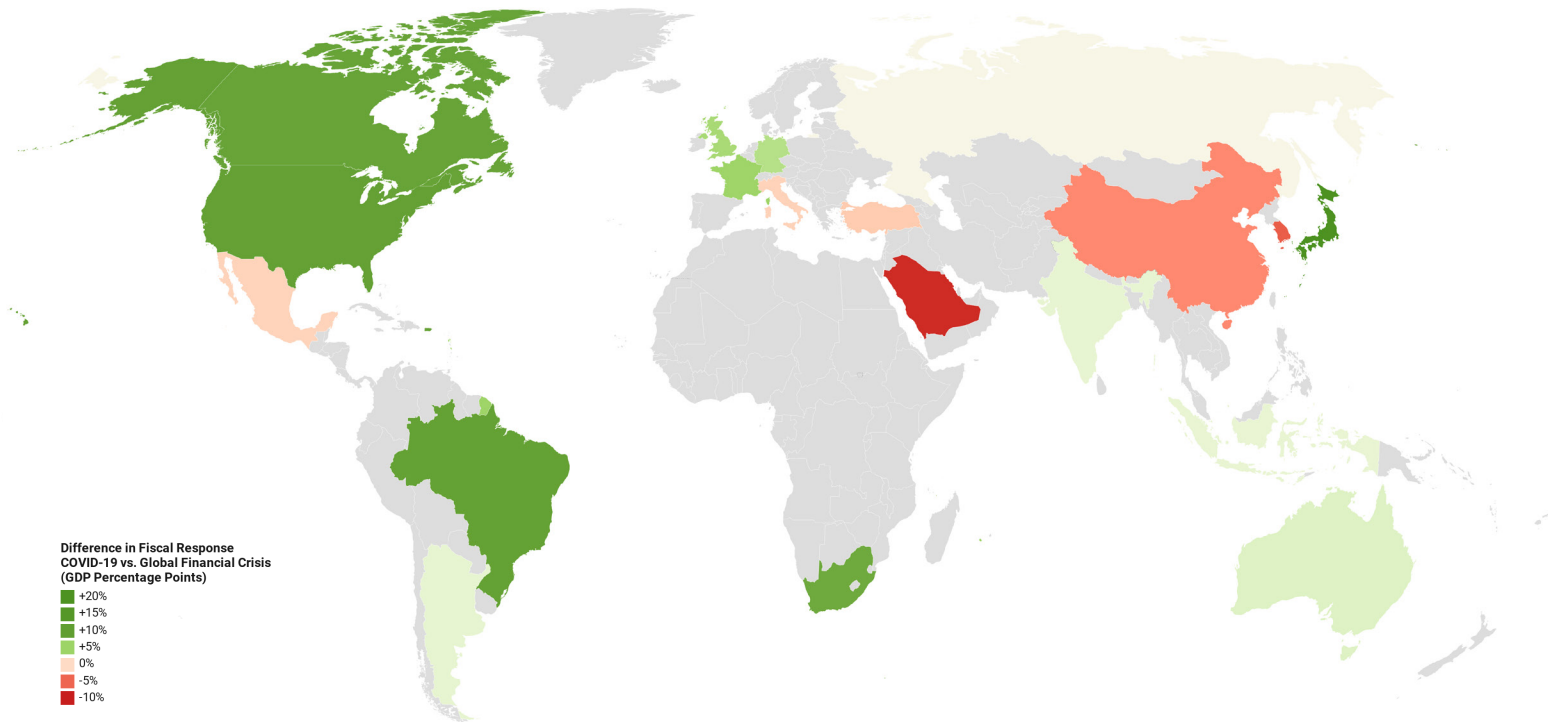 Difference in Fiscal Response
COVID-19 vs. Global Financial Crisis
(GDP Percentage Points)
+20%
+15%
+10%
+5%
0%
-5%
-10%